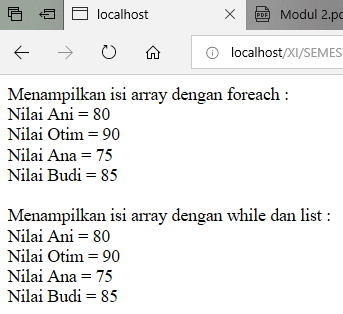 localhost
Modul 2.p
localhost/XI/SEMES
Menampilkan isi array dengan foreach :
Nilai Ani = 80
Nilai Otim = 90
Nilai Ana = 75
Nilai Budi = 85
Menampilkan isi array dengan while dan list :
Nilai Ani = 80
Nilai Otim = 90
Nilai Ana = 75
Nilai Budi = 85